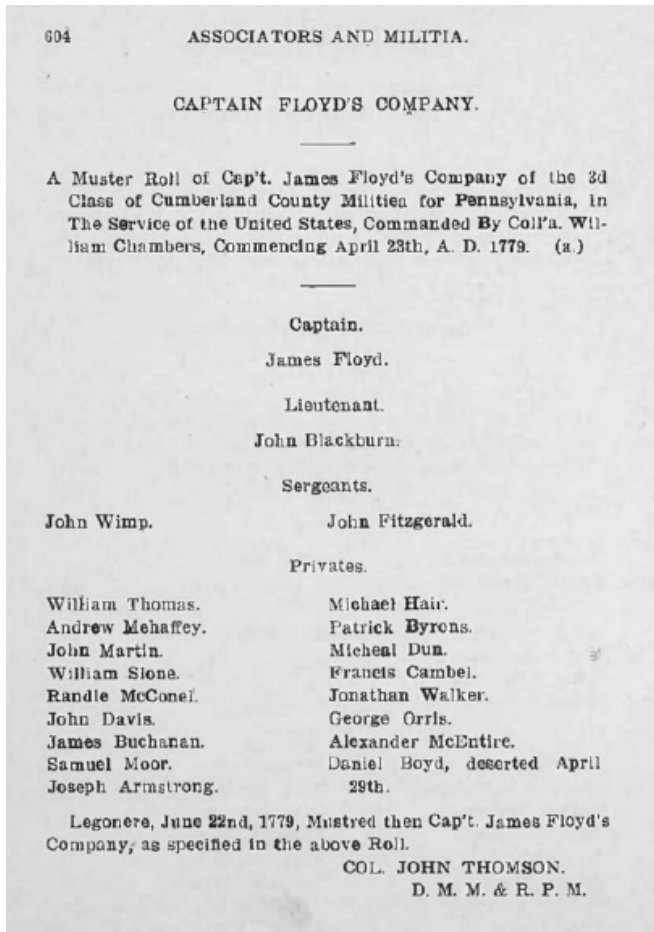 604 ASSOCIATORS AND MILITIA.
CAPTAIN FLOYD'S COMPANY.
A Muster Roll of Cap't. James Floyd's Company of the 3d
Class of Cumberland County Militiea for Pennsylvania, In
The Service of the United States, Commanded By Coll'a. Wil-
liam Chambers, Commencing April 28th, A. D. 1779. (a.)
Captain.
James Floyd.
Lieutenant.
John Blackburn.
Sergeants.
John Wimp. John Fitzgerald.
Privates.
William Thomas. Michael Hair.
Andrew Mehaffey. Patrick Byrons.
John Martin. Micheal Dun.
William Slone. Francis Cambel.
Randle McConel. Jonathan Walker.
John Davis. George Orris.
James Buchanan. Alexander McEntire.
Samuel Moor. Daniel Boyd, deserted April
Joseph Armstrong. 29th.
Legonere, June 22nd, 1779, Mustred then Cap't. James Floyd's
Company, as specified in the above Roll.
COL. JOHN THOMSON.
D. M. M. & R. P. M.